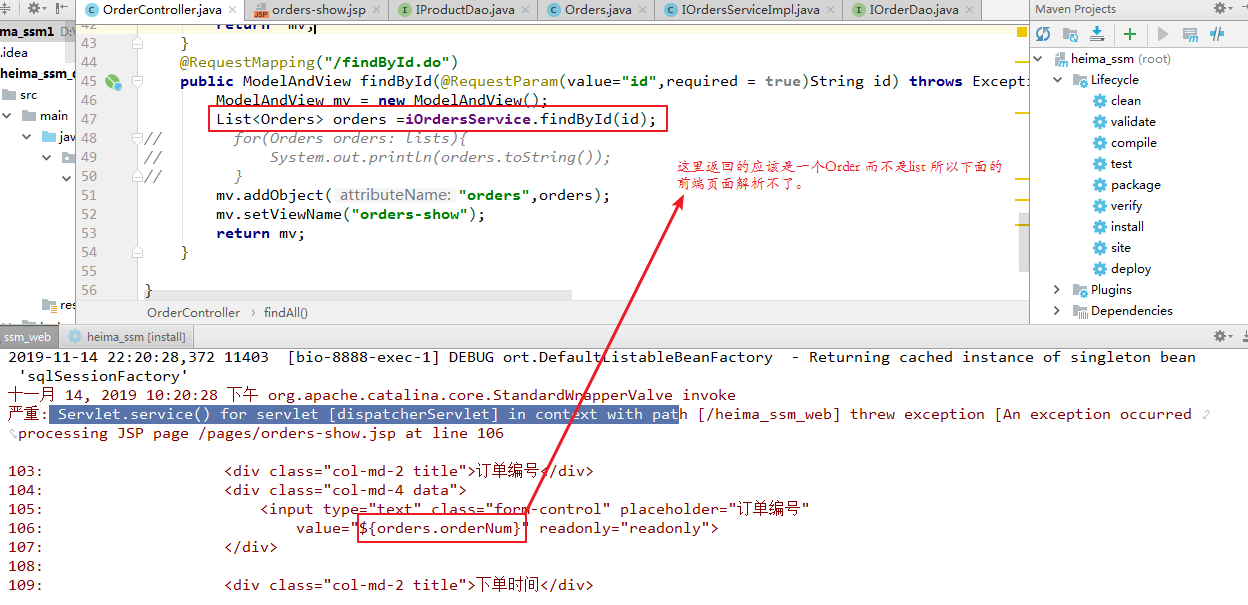 OrderController.java
orders-show.jsp
IProductDao.java
Orders.java
IOrdersServiceImpl.java
IOrderDao.java
Maven Projects
ma_ssm1
.idea
heima_ssm_
src
main
jav
res
42 return mv;
43 }
44 @RequestMapping("/findById.do")
45 public ModelAndView findById(@RequestParam(value="id",required = true)String id) throws Excepti
46 ModelAndView mv = new ModelAndView();
47 List<Orders> orders =iOrdersService.findById(id);
48 // for(Orders orders: lists){
49 // System.out.println(orders.toString());
50 // }
51 mv.addObject( attributeName: "orders",orders);
52 mv.setViewName("orders-show");
53 return mv;
54 }
55
56 }
这里返回的应该是一个Order 而不是list 所以下面的
前端页面解析不了。
OrderController › findAll()
heima_ssm (root)
Lifecycle
clean
validate
compile
test
package
verify
install
site
deploy
Plugins
Dependencies
ssm_web
heima_ssm [install]
2019-11-14 22:20:28,372 11403 [bio-8888-exec-1] DEBUG ort.DefaultListableBeanFactory - Returning cached instance of singleton bean
'sqlSessionFactory'
十一月 14, 2019 10:20:28 下午 org.apache.catalina.core.StandardWrapperValve invoke
严重: Servlet.service() for servlet [dispatcherServlet] in context with path [/heima_ssm_web] threw exception [An exception occurred
processing JSP page /pages/orders-show.jsp at line 106
103: <div class="col-md-2 title">订单编号</div>
104: <div class="col-md-4 data">
105: <input type="text" class="form-control" placeholder="订单编号"
106: value="${orders.orderNum}" readonly="readonly">
107: </div>
108:
109: <div class="col-md-2 title">下单时间</div>